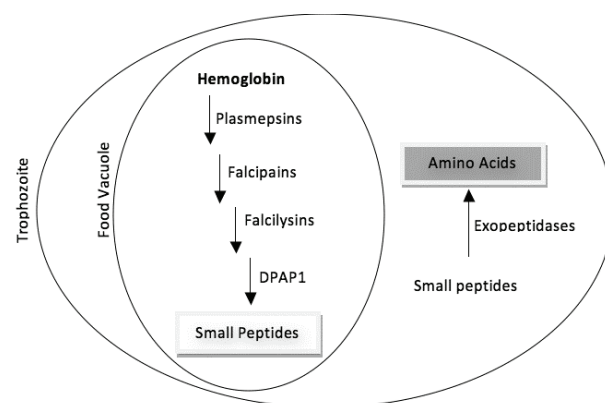 Trophozoite
Food Vacuole
Hemoglobin
Plasmepsins
Falcipains
Falcilysins
DPAP1
Small Peptides
Amino Acids
Exopeptidases
Small peptides